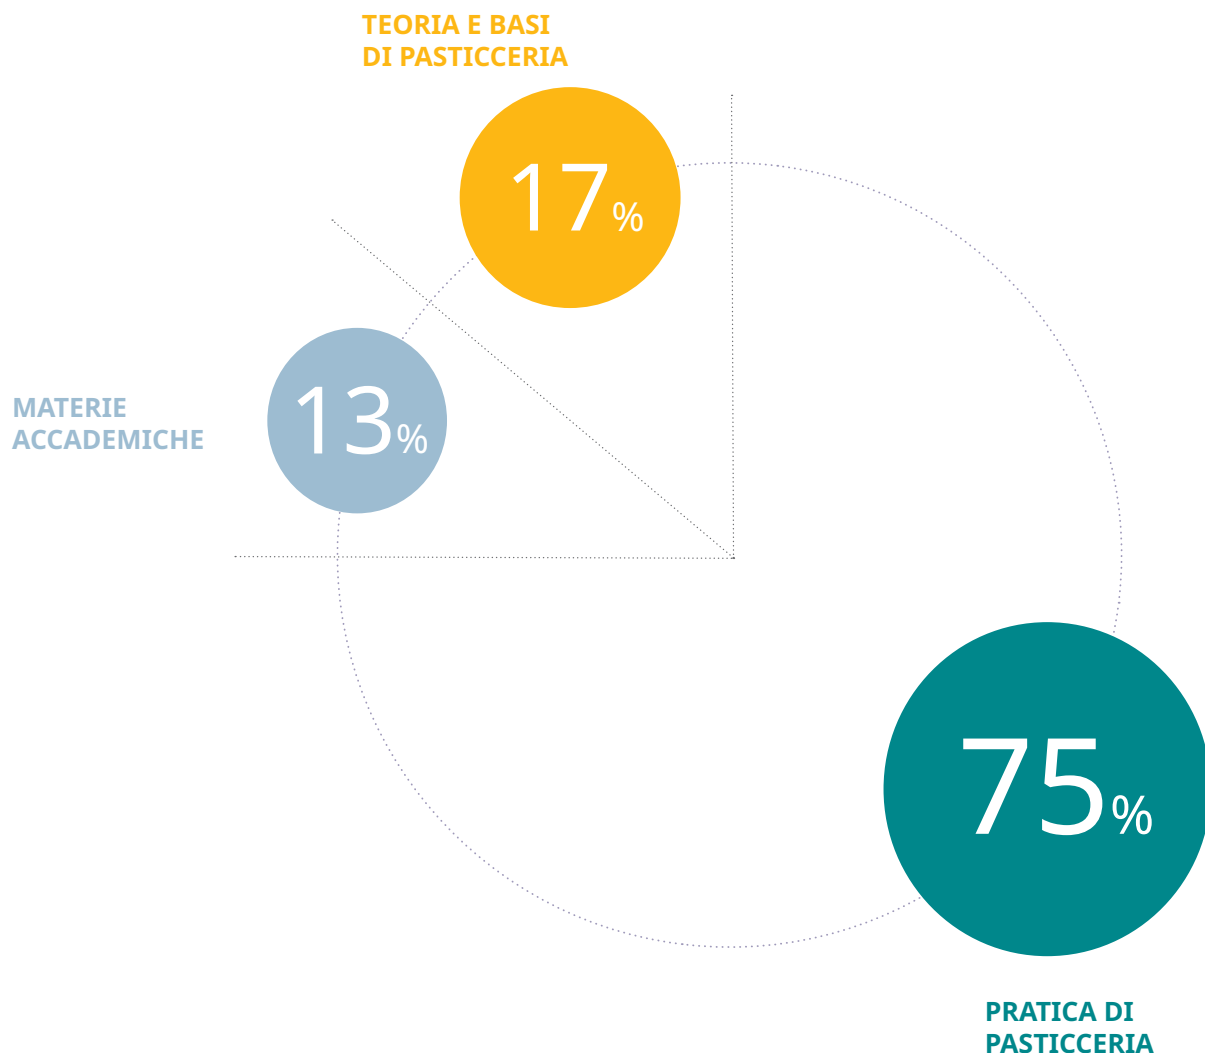 TEORIA E BASI
DI PASTICCERIA
17%
13%
MATERIE
ACCADEMICHE
75%
PRATICA DI
PASTICCERIA